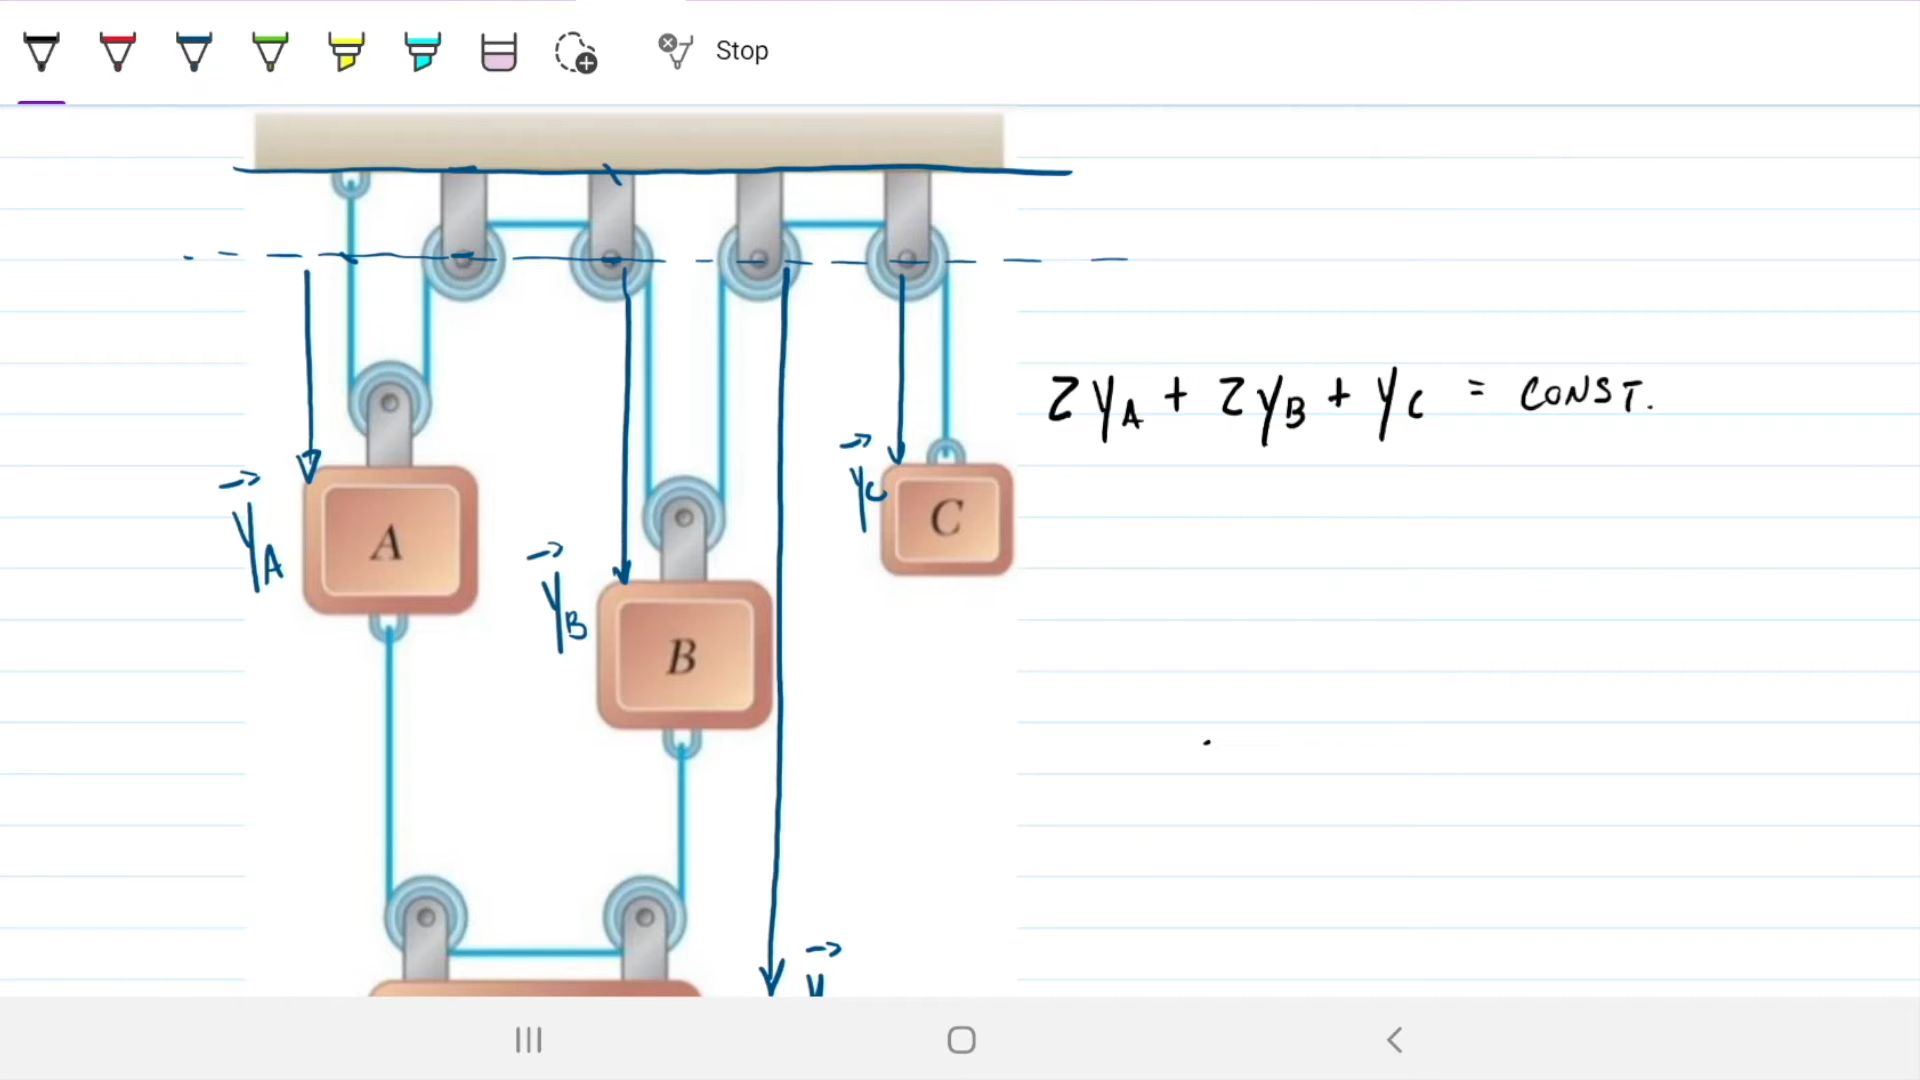 Stop
2yA + 2yB + yC = CONST.
yC
yA
A
C
yB
B